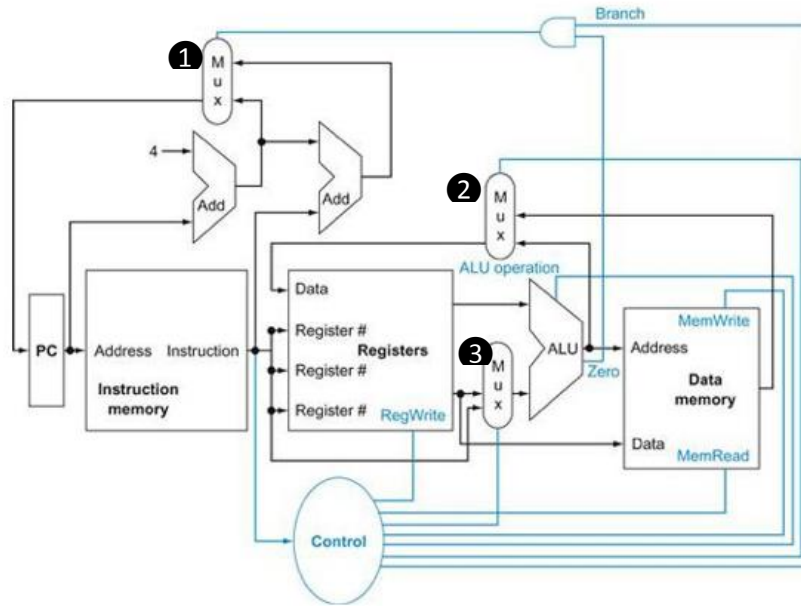 Branch
1
M
u
x
2
M
u
x
4
Add
Add
ALU operation
Data
PC
Address
Instruction
Instruction
memory
Register #
Registers
Register #
Register #
RegWrite
3
M
u
x
ALU
Zero
MemWrite
Address
Data
memory
Data
MemRead
Control